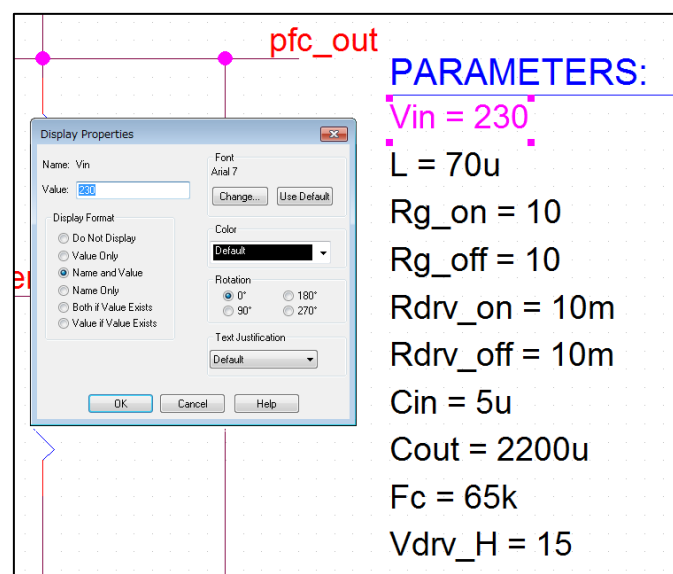 pfc_out
PARAMETERS:
Vin = 230
L = 70u
Rg_on = 10
Rg_off = 10
Rdrv_on = 10m
Rdrv_off = 10m
Cin = 5u
Cout = 2200u
Fc = 65k
Vdrv_H = 15
Display Properties
Name: Vin
Value: 230
Display Format
Do Not Display
Value Only
Name and Value
Name Only
Both if Value Exists
Value if Value Exists
Font
Arial 7
Change... Use Default
Color
Default
Rotation
0° 180°
90° 270°
Text Justification
Default
OK Cancel Help